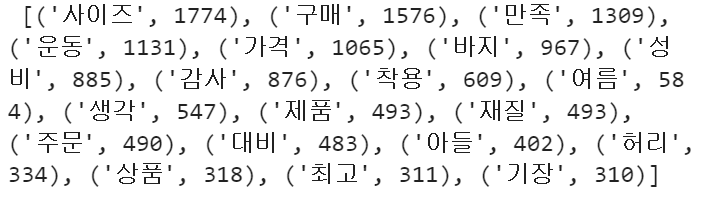 [('사이즈', 1774), ('구매', 1576), ('만족', 1309),
('운동', 1131), ('가격', 1065), ('바지', 967), ('성
비', 885), ('감사', 876), ('착용', 609), ('여름', 58
4), ('생각', 547), ('제품', 493), ('재질', 493),
('주문', 490), ('대비', 483), ('아들', 402), ('허리',
334), ('상품', 318), ('최고', 311), ('기장', 310)]